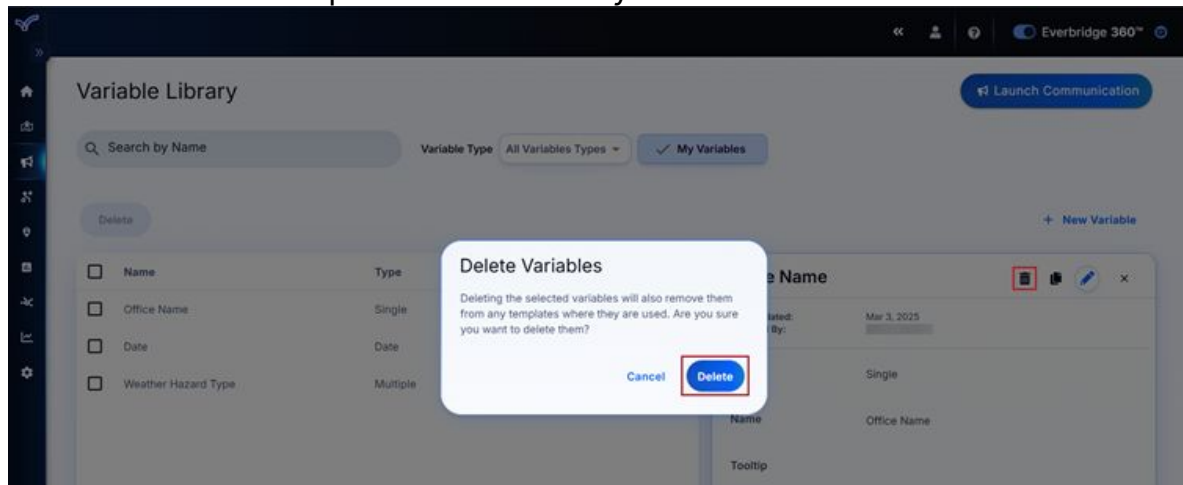 Everbridge 360™
Variable Library
Launch Communication
Search by Name
Variable Type
All Variables Types
My Variables
Delete
+ New Variable
Name
Type
Office Name
Single
Date
Date
Weather Hazard Type
Multiple
Delete Variables
Deleting the selected variables will also remove them
from any templates where they are used. Are you sure
you want to delete them?
Cancel
Delete
Name
Mar 3, 2025
By:
Single
Name
Office Name
Tooltip